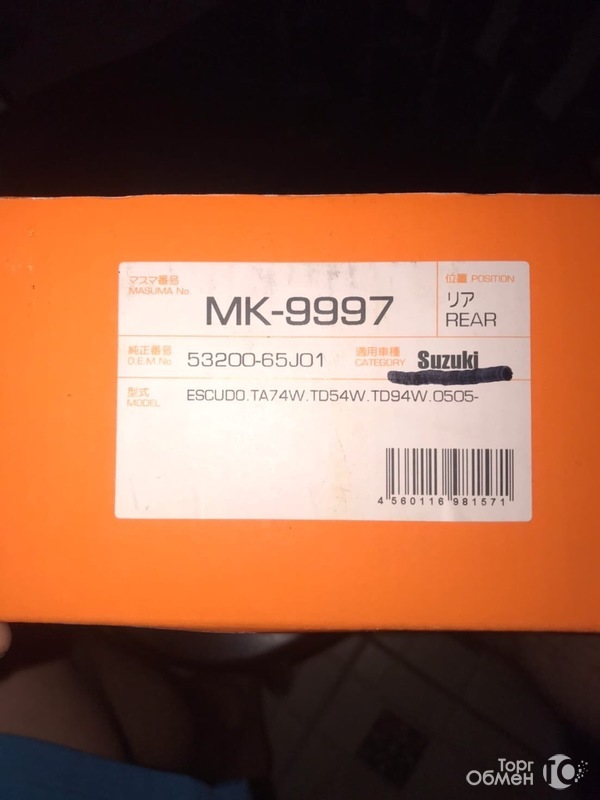 マスマ番号
MASUMA No.
MK-9997
位置 POSITION
リア
REAR
純正番号
O.E.M No.
53200-65J01
適用車種
CATEGORY
Suzuki
型式
MODEL
ESCUDO.TA74W.TD54W.TD94W.0505-
4 560116 981571
Торг
Обмен